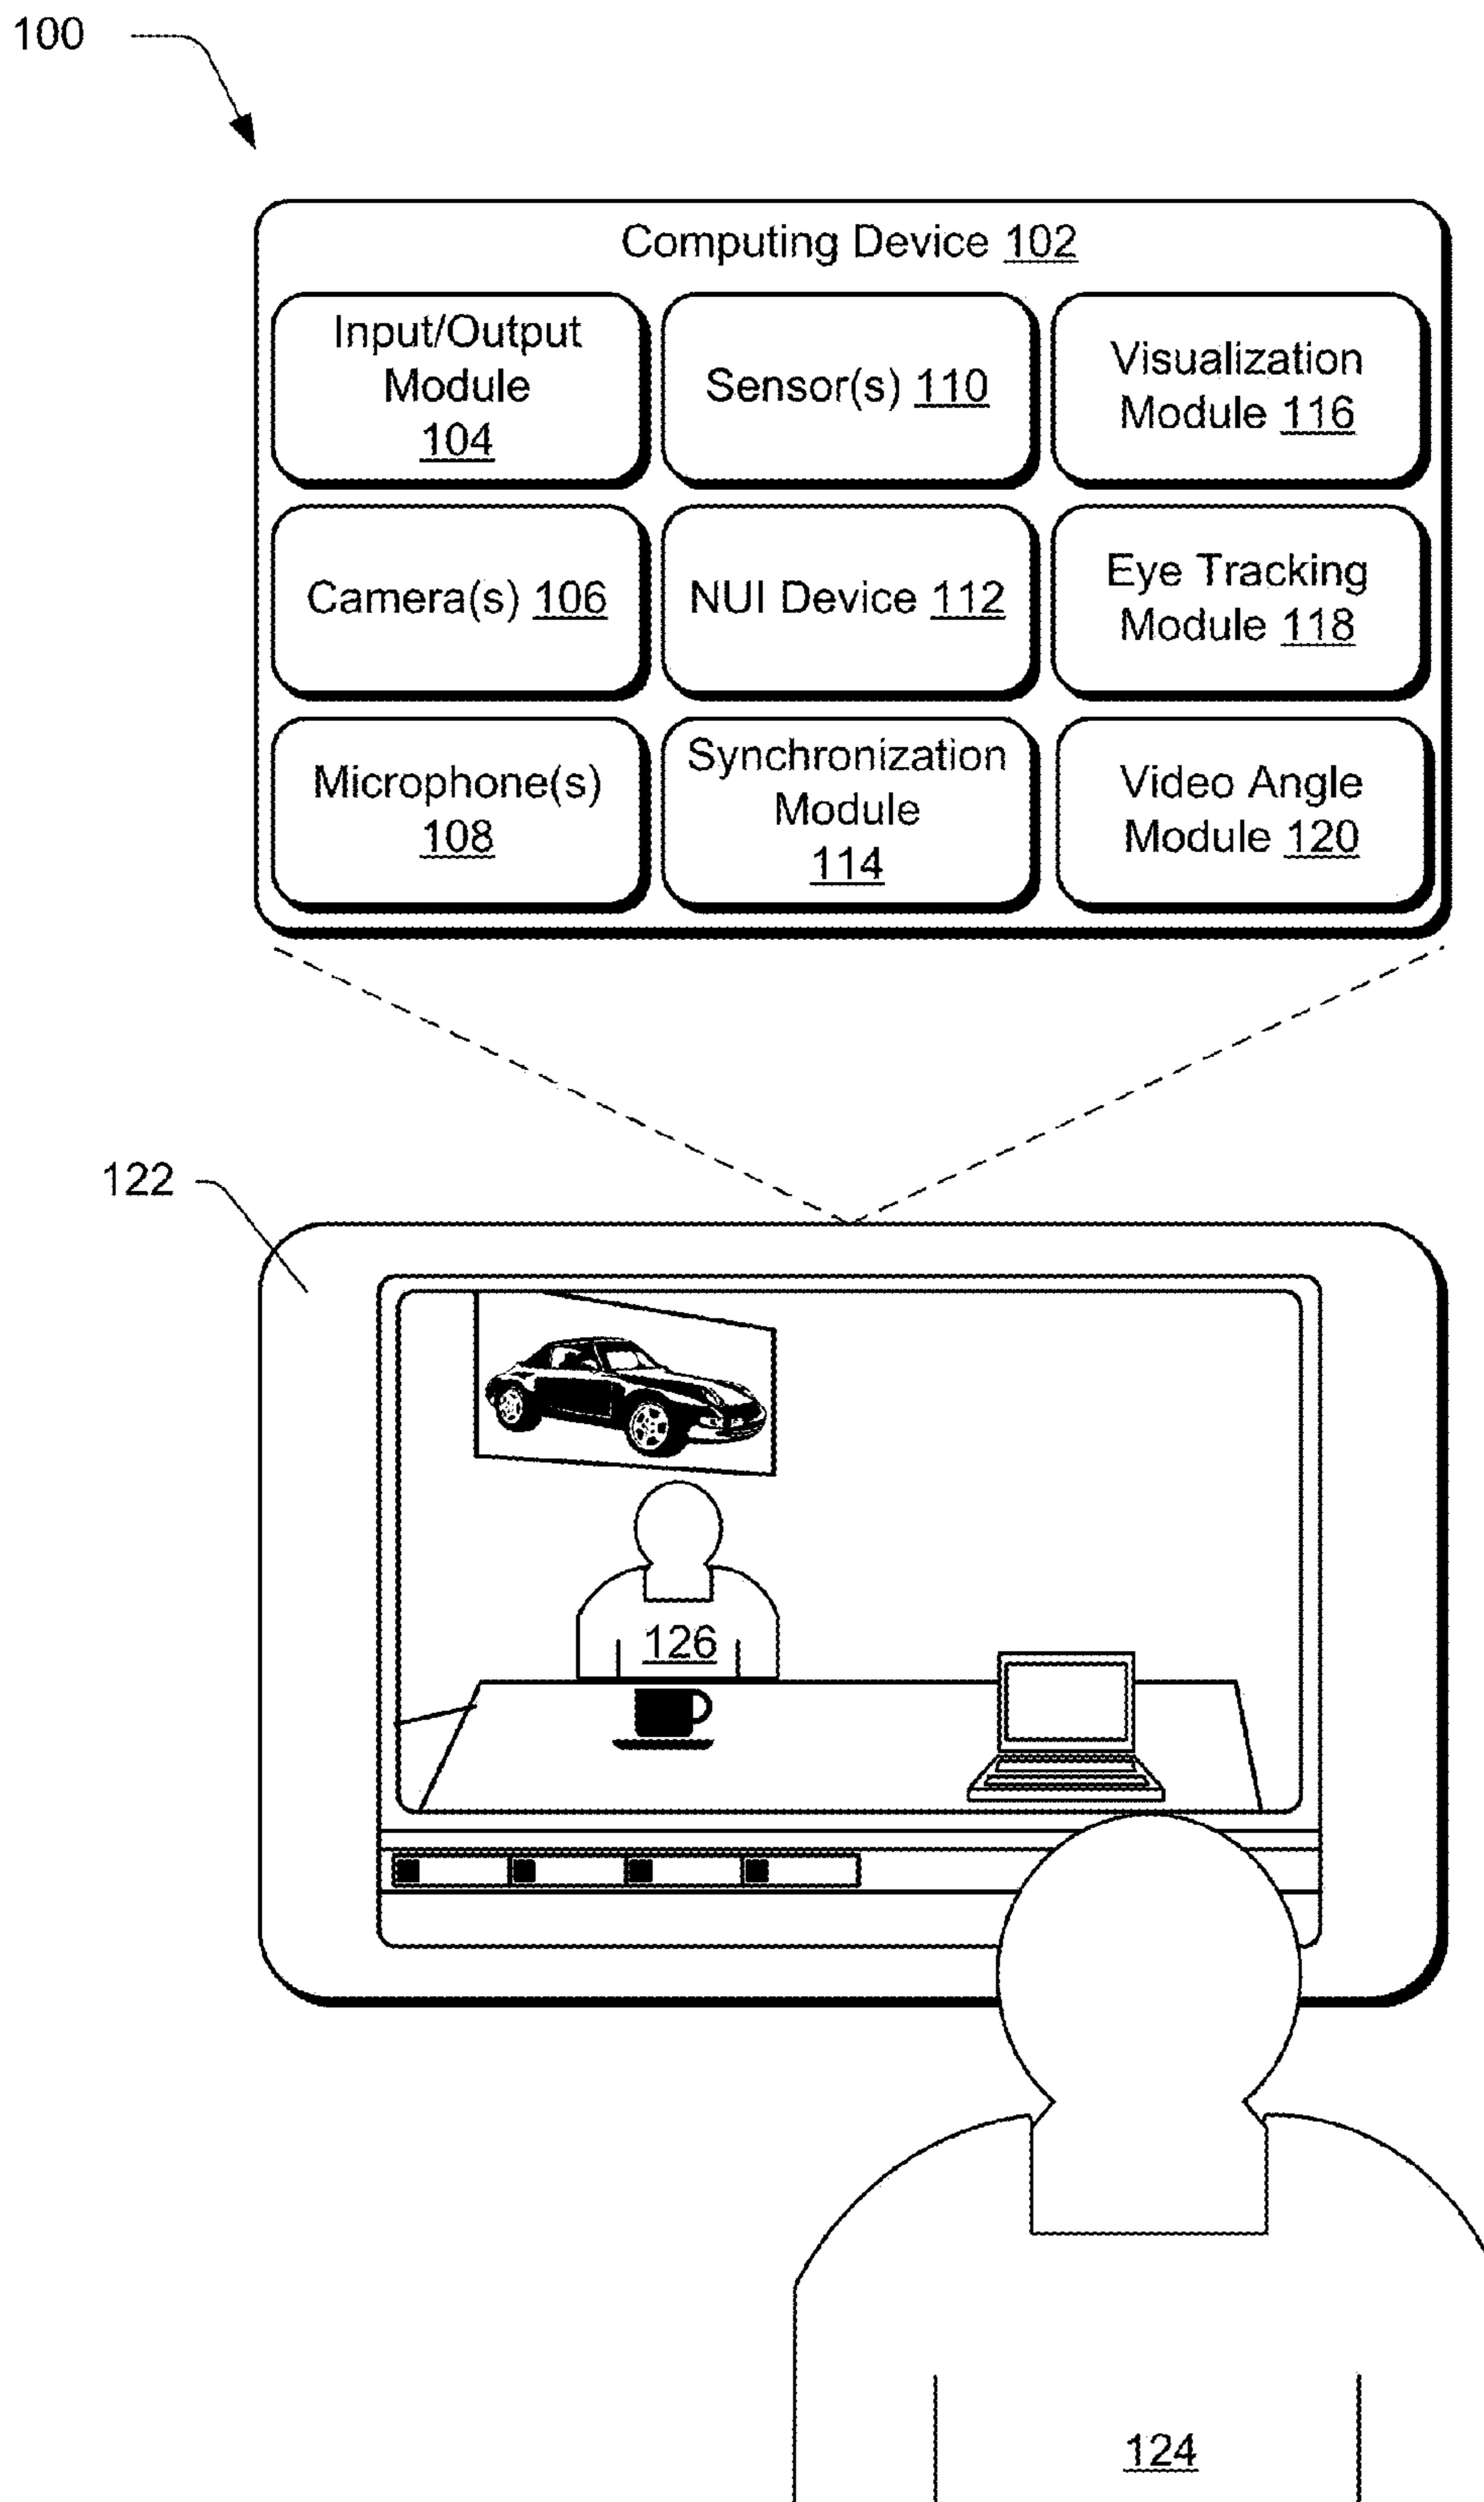 100
Computing Device 102
Input/Output
Module
104
Sensor(s) 110
Visualization
Module 116
Camera(s) 106
NUI Device 112
Eye Tracking
Module 118
Microphone(s)
108
Synchronization
Module
114
Video Angle
Module 120
122
126
124